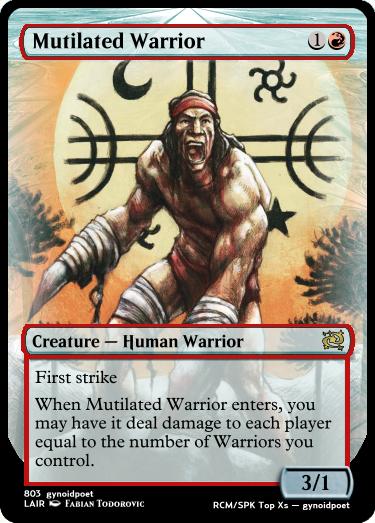 Mutilated Warrior 1
Creature — Human Warrior
First strike
When Mutilated Warrior enters, you
may have it deal damage to each player
equal to the number of Warriors you
control.
3/1
803 gynoidpoet
LAIR Fabian Todorovic
RCM/SPK Top Xs — gynoidpoet